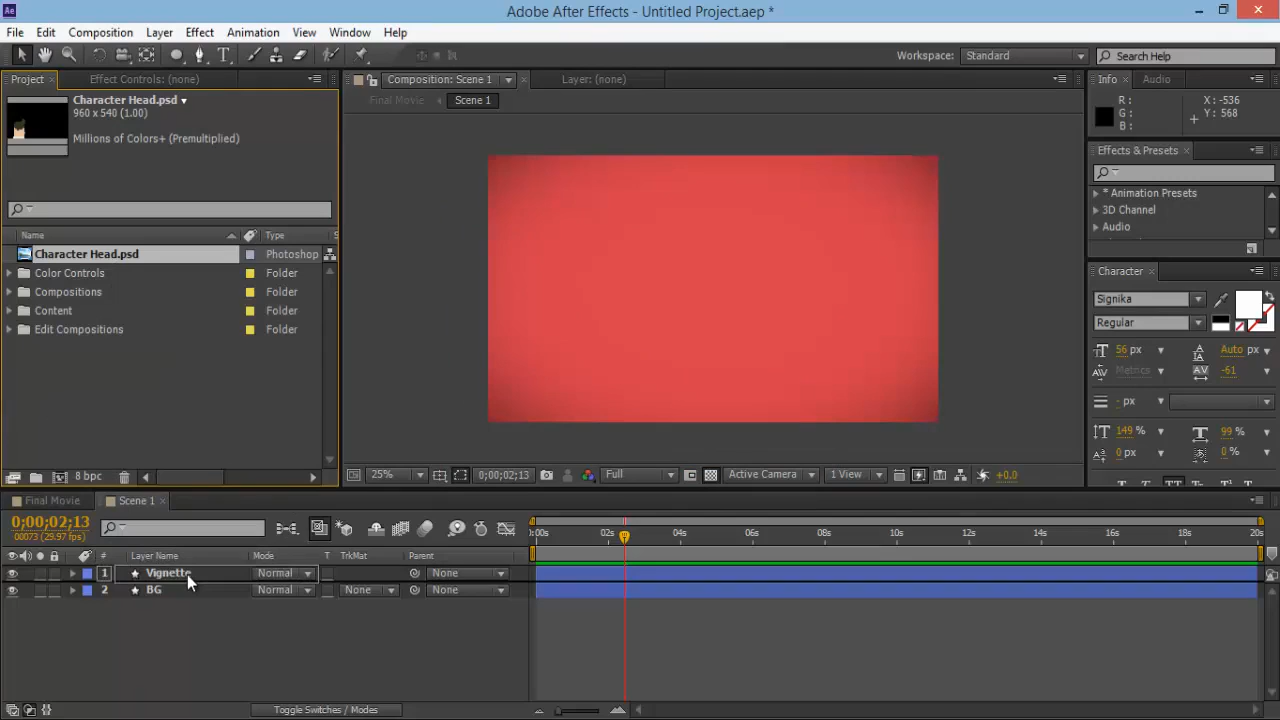 Ae
Adobe After Effects - Untitled Project.aep *
File Edit Composition Layer Effect Animation View Window Help
Workspace: Standard Search Help
Project Effect Controls: (none)
Composition: Scene 1 Layer: (none)
Info Audio
Character Head.psd
960 x 540 (1.00)
Millions of Colors+ (Premultiplied)
Final Movie Scene 1
R: X: -536
G: Y: 568
B:
Effects & Presets
* Animation Presets
3D Channel
Audio
Name Type S
Character Head.psd Photoshop
Color Controls Folder
Compositions Folder
Content Folder
Edit Compositions Folder
Character
Signika
Regular
56 px Auto px
Metrics -61
- px
149 % 99 %
0 px 0 %
8 bpc
25% 0;00;02;13 Full Active Camera 1 View +0.0
Final Movie Scene 1
0;00;02;13
00073 (29.97 fps)
:00s 02s 04s 06s 08s 10s 12s 14s 16s 18s 20s
# Layer Name Mode T TrkMat Parent
1 Vignette Normal None
2 BG Normal None None
Toggle Switches / Modes